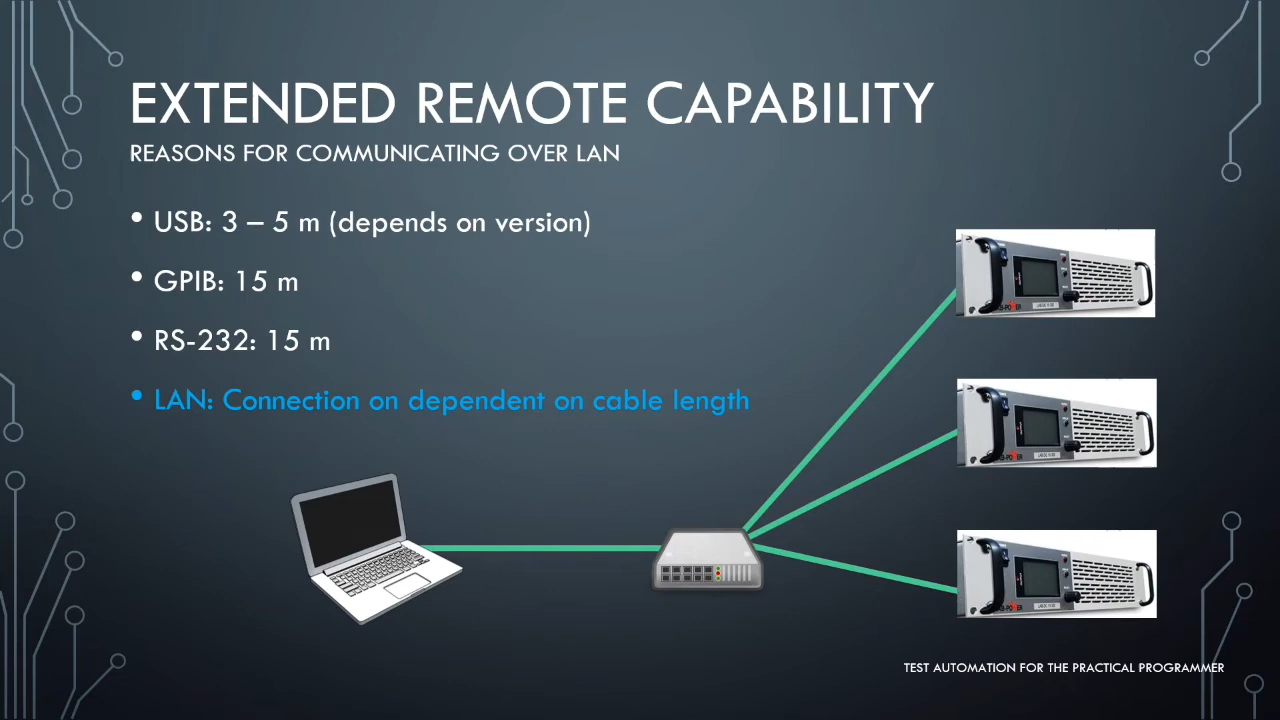 EXTENDED REMOTE CAPABILITY
REASONS FOR COMMUNICATING OVER LAN
• USB: 3 – 5 m (depends on version)
• GPIB: 15 m
• RS-232: 15 m
• LAN: Connection on dependent on cable length
TEST AUTOMATION FOR THE PRACTICAL PROGRAMMER